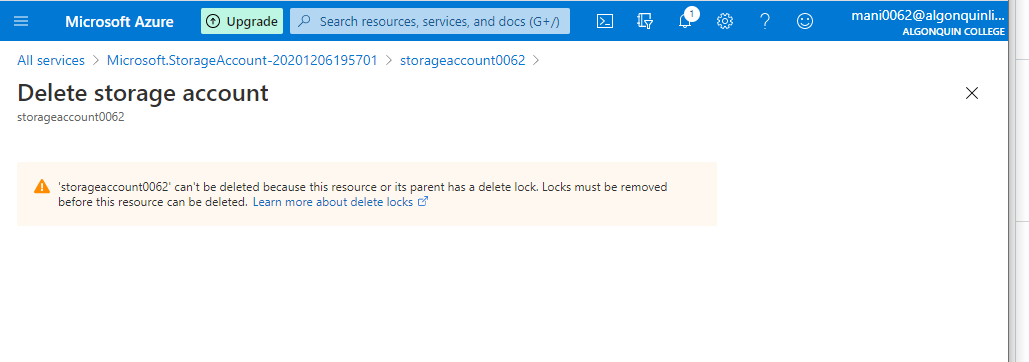 Microsoft Azure
Upgrade
Search resources, services, and docs (G+/)
1
mani0062@algonquinli...
ALGONQUIN COLLEGE
All services > Microsoft.StorageAccount-20201206195701 > storageaccount0062 >
Delete storage account
storageaccount0062
'storageaccount0062' can't be deleted because this resource or its parent has a delete lock. Locks must be removed
before this resource can be deleted. Learn more about delete locks